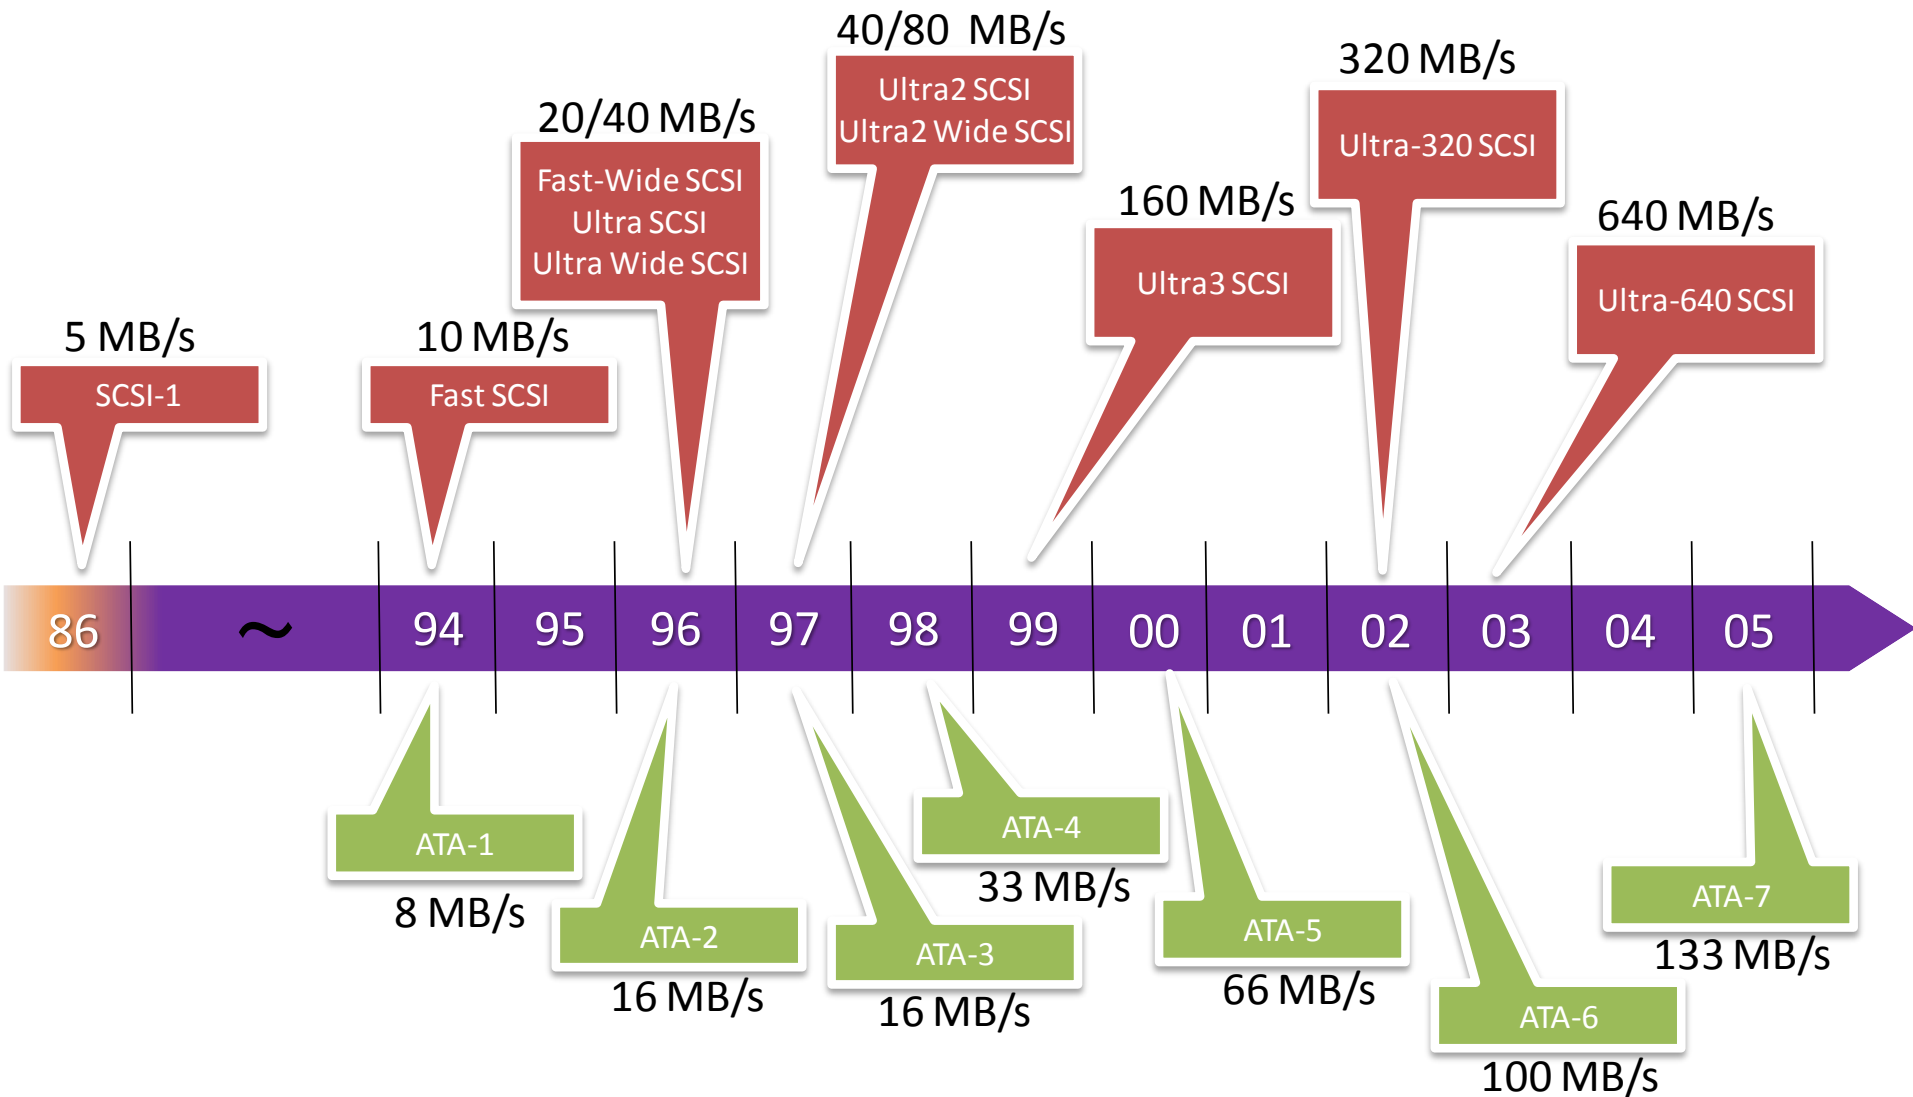 40/80 MB/s
Ultra2 SCSI
Ultra2 Wide SCSI
320 MB/s
Ultra-320 SCSI
20/40 MB/s
Fast-Wide SCSI
Ultra SCSI
Ultra Wide SCSI
160 MB/s
Ultra3 SCSI
640 MB/s
Ultra-640 SCSI
5 MB/s
SCSI-1
10 MB/s
Fast SCSI
86 ~ 94 95 96 97 98 99 00 01 02 03 04 05
ATA-1
8 MB/s
ATA-2
16 MB/s
ATA-3
16 MB/s
ATA-4
33 MB/s
ATA-5
66 MB/s
ATA-6
100 MB/s
ATA-7
133 MB/s